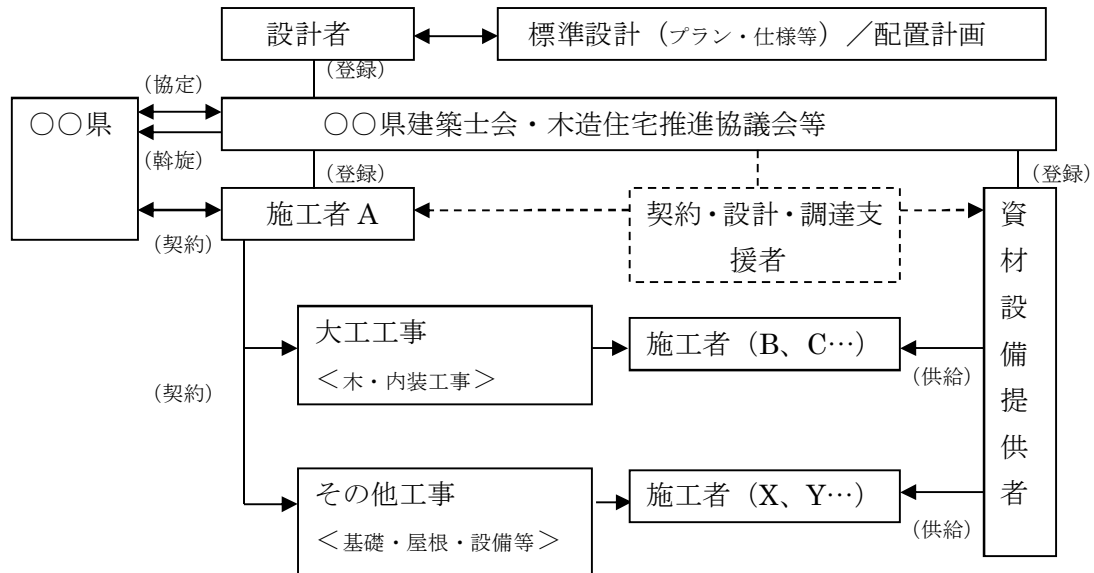 設計者
標準設計（プラン・仕様等）／配置計画
（登録）
（協定）
〇〇県
〇〇県建築士会・木造住宅推進協議会等
（斡旋）
（登録）
（登録）
施工者 A
契約・設計・調達支
援者
（契約）
資材設備提供者
大工工事
＜木・内装工事＞
施工者（B、C…）
（供給）
（契約）
その他工事
＜基礎・屋根・設備等＞
施工者（X、Y…）
（供給）